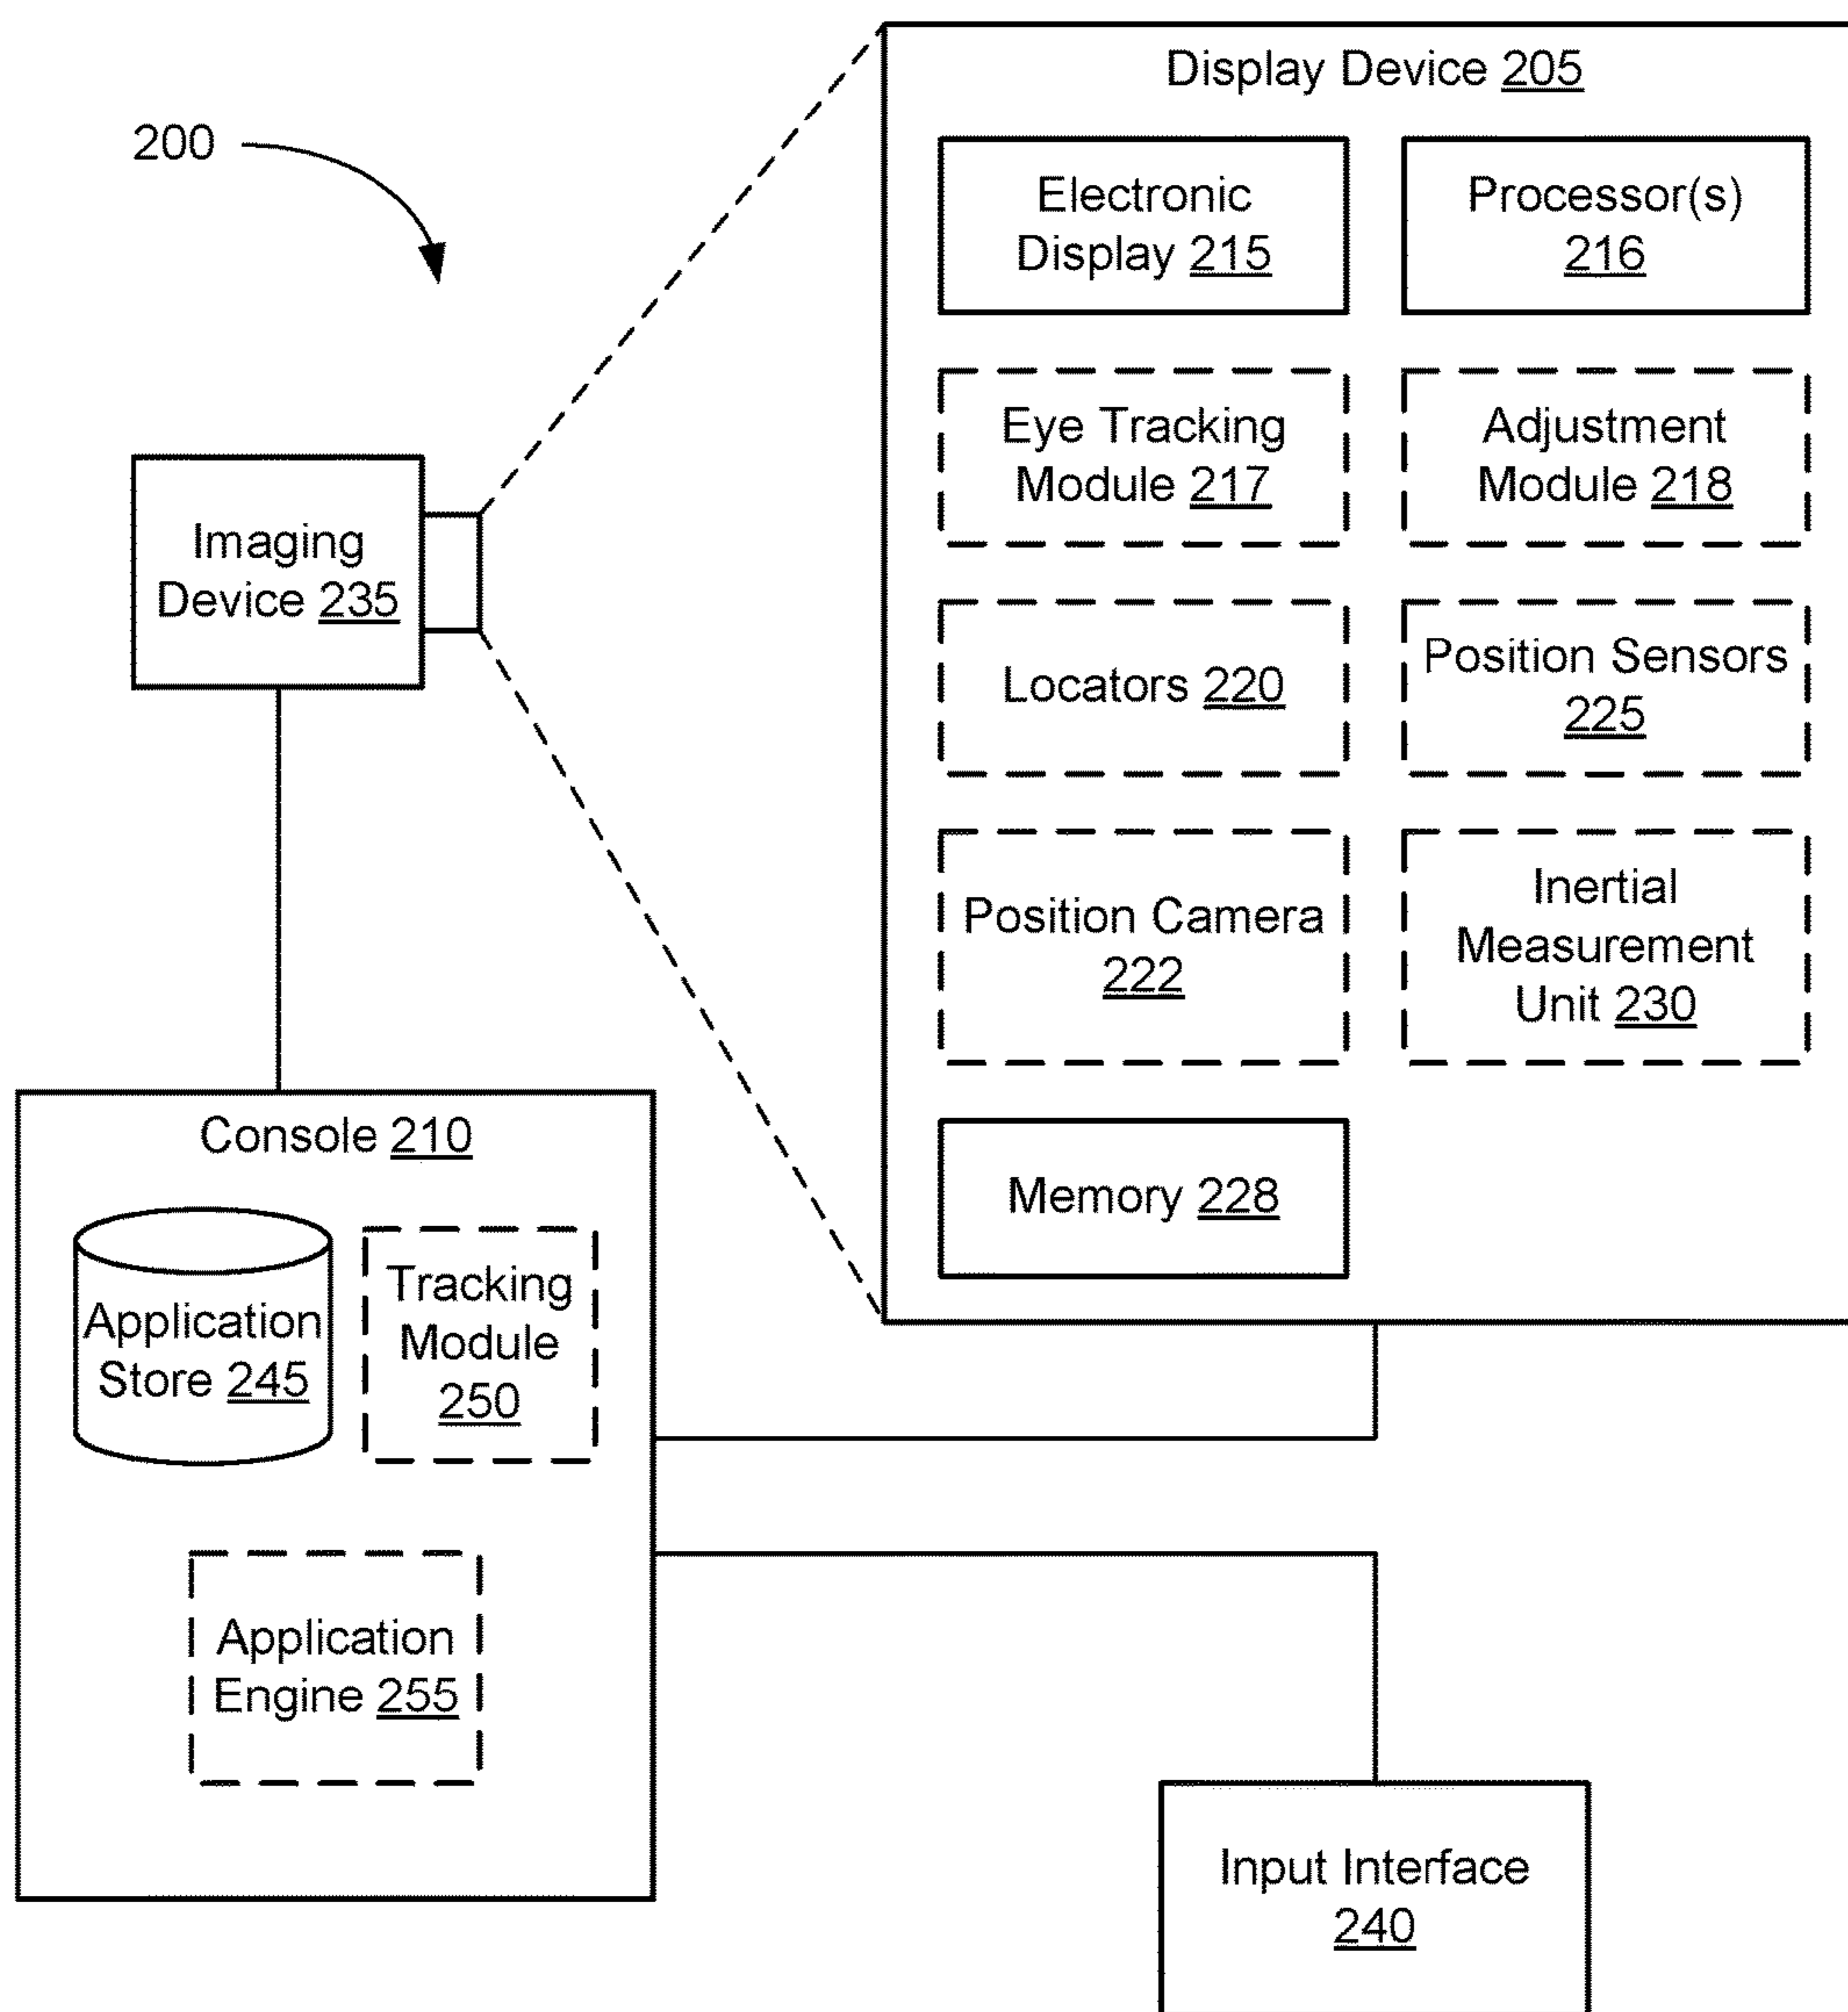 200
Display Device 205
Electronic
Display 215
Processor(s)
216
Eye Tracking
Module 217
Adjustment
Module 218
Imaging
Device 235
Locators 220
Position Sensors
225
Position Camera
222
Inertial
Measurement
Unit 230
Memory 228
Console 210
Application
Store 245
Tracking
Module
250
Application
Engine 255
Input Interface
240